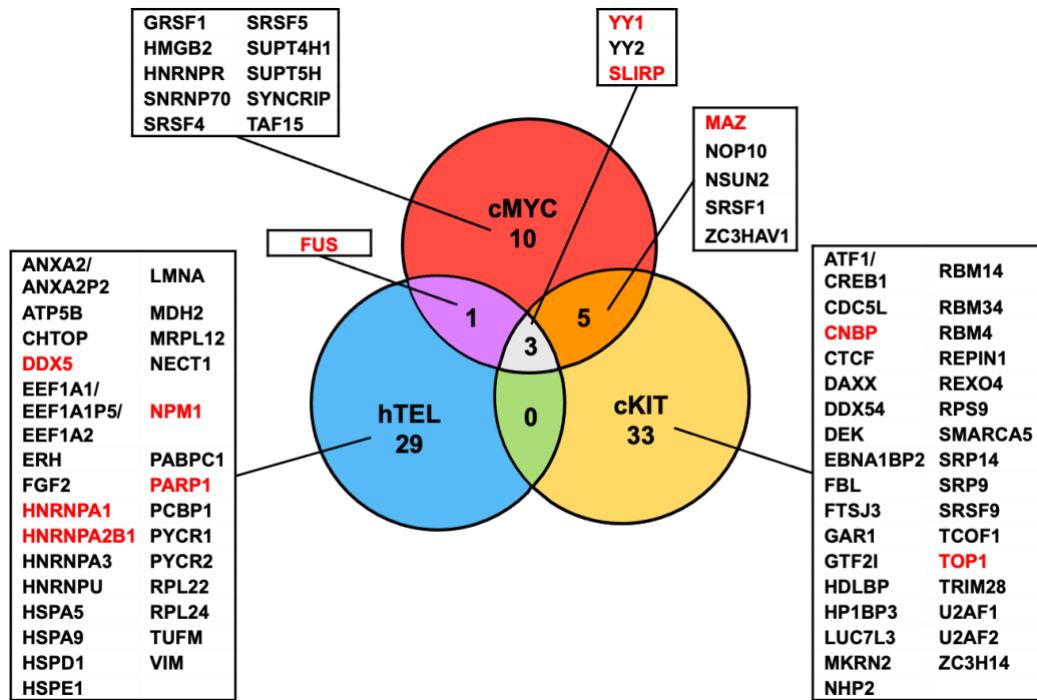 GRSF1 SRSF5
HMGB2 SUPT4H1
HNRNPR SUPT5H
SNRNP70 SYNCRIP
SRSF4 TAF15
YY1
YY2
SLIRP
MAZ
NOP10
NSUN2
SRSF1
ZC3HAV1
cMYC
10
FUS
1
5
3
0
hTEL
29
cKIT
33
ANXA2/
ANXA2P2 LMNA
ATP5B MDH2
CHTOP MRPL12
DDX5 NECT1
EEF1A1/
EEF1A1P5/ NPM1
EEF1A2
ERH PABPC1
FGF2 PARP1
HNRNPA1 PCBP1
HNRNPA2B1 PYCR1
HNRNPA3 PYCR2
HNRNPU RPL22
HSPA5 RPL24
HSPA9 TUFM
HSPD1 VIM
HSPE1
ATF1/
CREB1 RBM14
CDC5L RBM34
CNBP RBM4
CTCF REPIN1
DAXX REXO4
DDX54 RPS9
DEK SMARCA5
EBNA1BP2 SRP14
FBL SRP9
FTSJ3 SRSF9
GAR1 TCOF1
GTF2I TOP1
HDLBP TRIM28
HP1BP3 U2AF1
LUC7L3 U2AF2
MKRN2 ZC3H14
NHP2